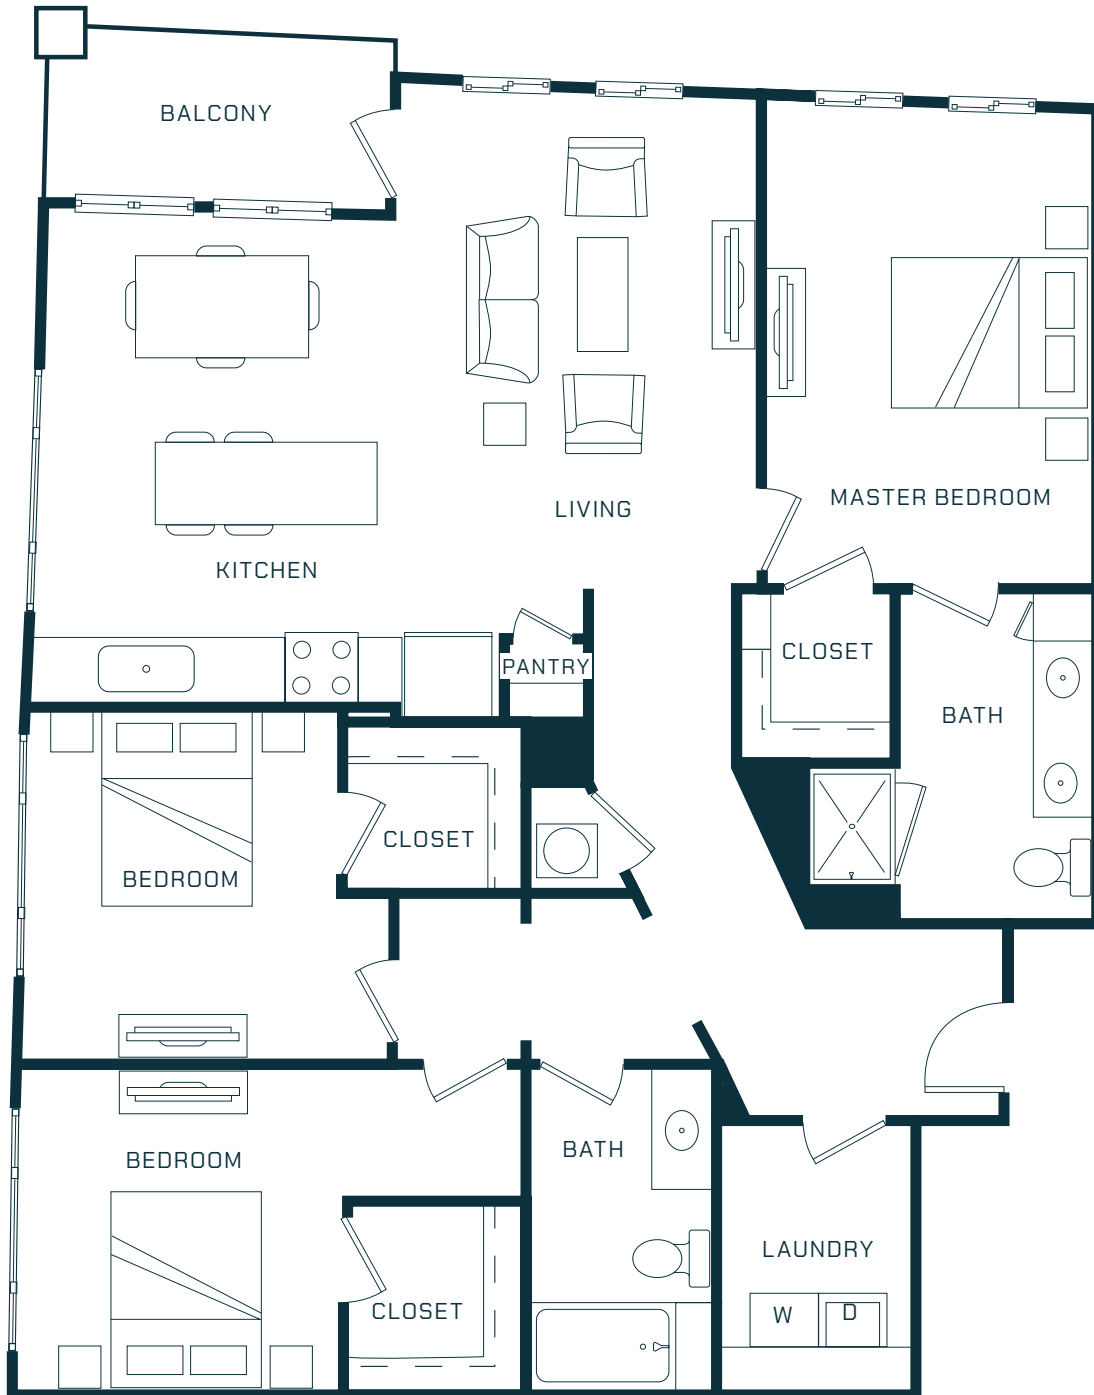 BALCONY
MASTER BEDROOM
LIVING
KITCHEN
CLOSET
PANTRY
BATH
CLOSET
BEDROOM
BATH
BEDROOM
LAUNDRY
CLOSET
W
D